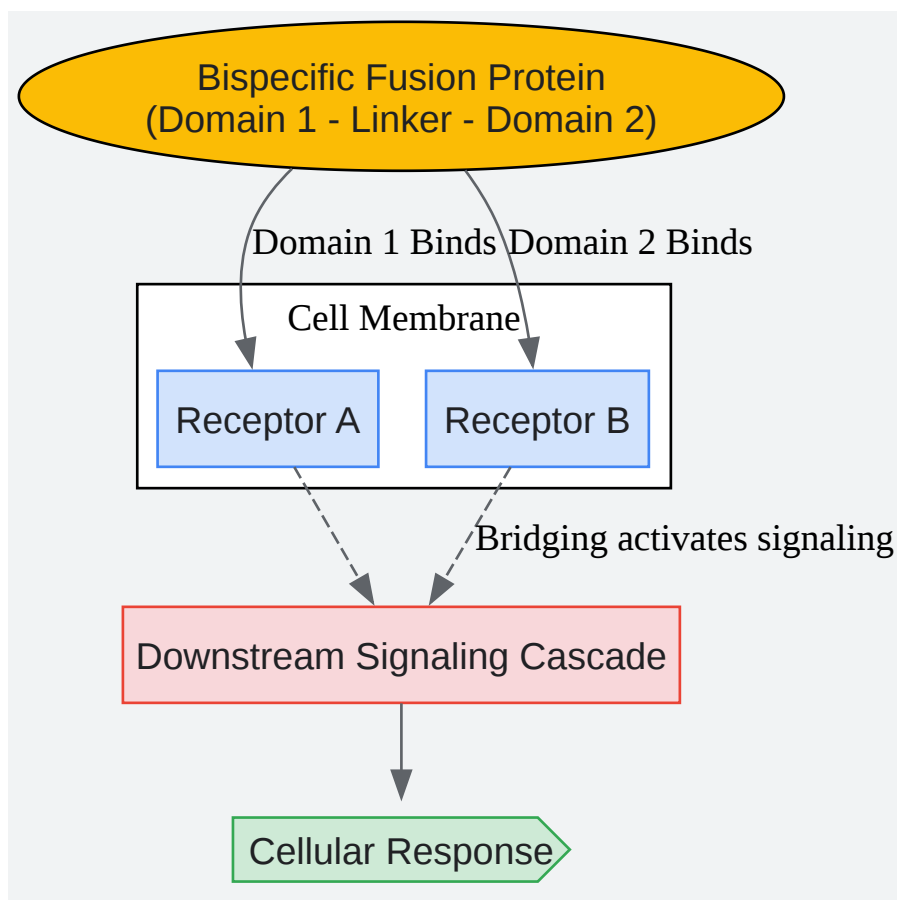 Bispecific Fusion Protein
(Domain 1 - Linker - Domain 2)
Domain 1 Binds
Domain 2 Binds
Cell Membrane
Receptor A
Receptor B
Bridging activates signaling
Downstream Signaling Cascade
Cellular Response